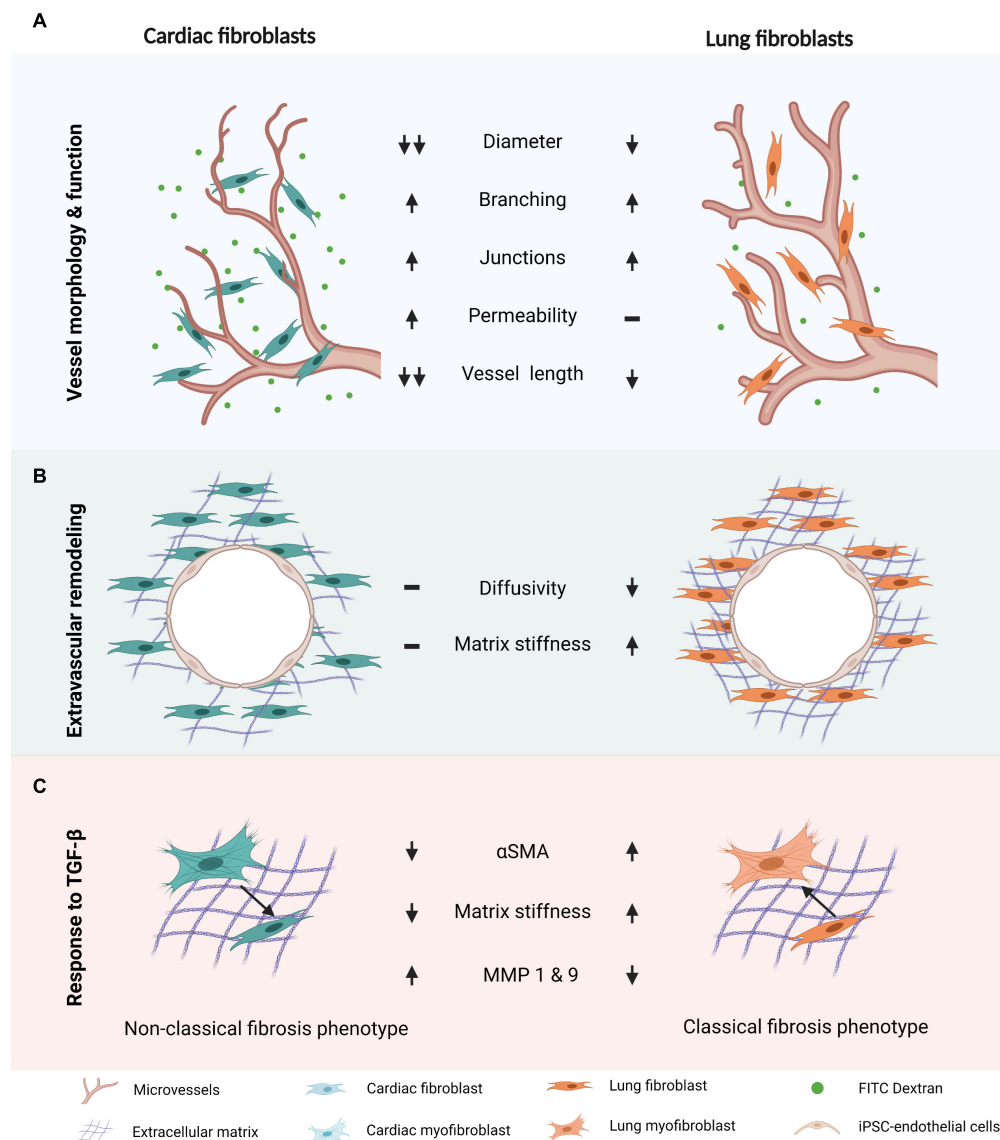 A
Cardiac fibroblasts
Lung fibroblasts
Vessel morphology & function
Diameter
Branching
Junctions
Permeability
Vessel length
B
Extravascular remodeling
Diffusivity
Matrix stiffness
C
Response to TGF-β
αSMA
Matrix stiffness
MMP 1 & 9
Non-classical fibrosis phenotype
Classical fibrosis phenotype
Microvessels
Cardiac fibroblast
Lung fibroblast
FITC Dextran
Extracellular matrix
Cardiac myofibroblast
Lung myofibroblast
iPSC-endothelial cells